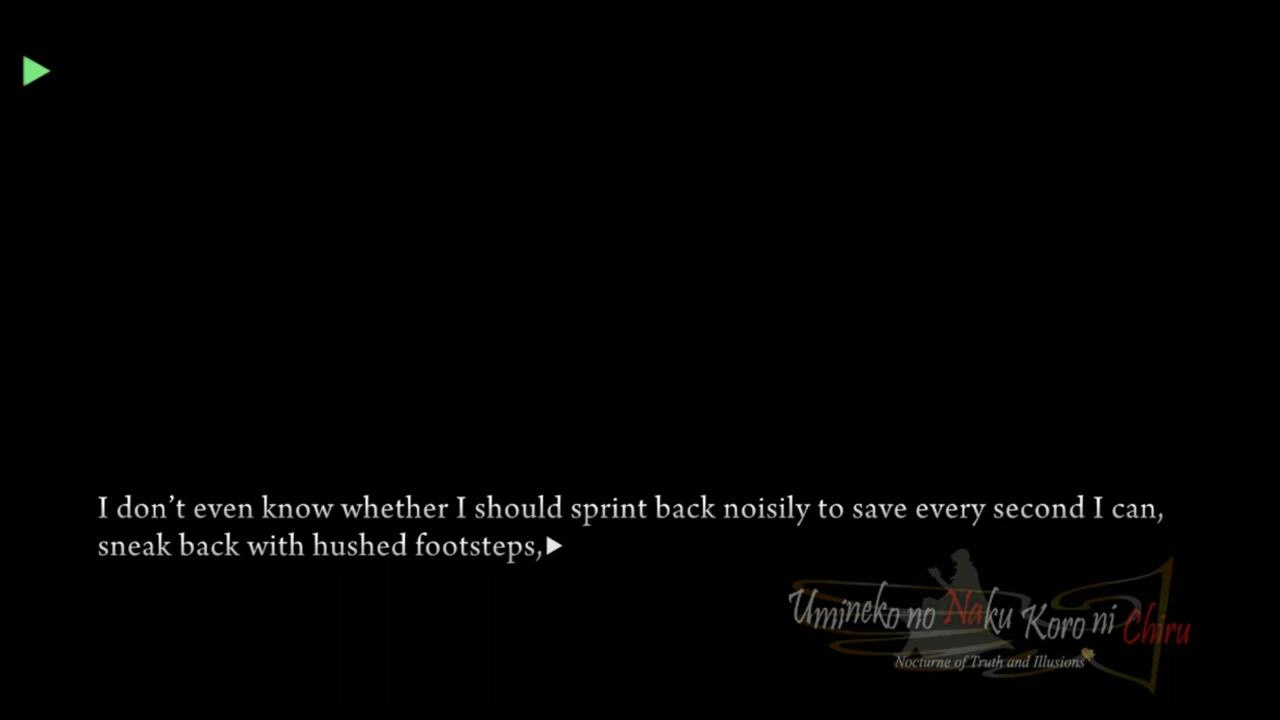 I don’t even know whether I should sprint back noisily to save every second I can,
sneak back with hushed footsteps,
Umineko no Naku Koro ni Chiru
Nocturne of Truth and Illusions